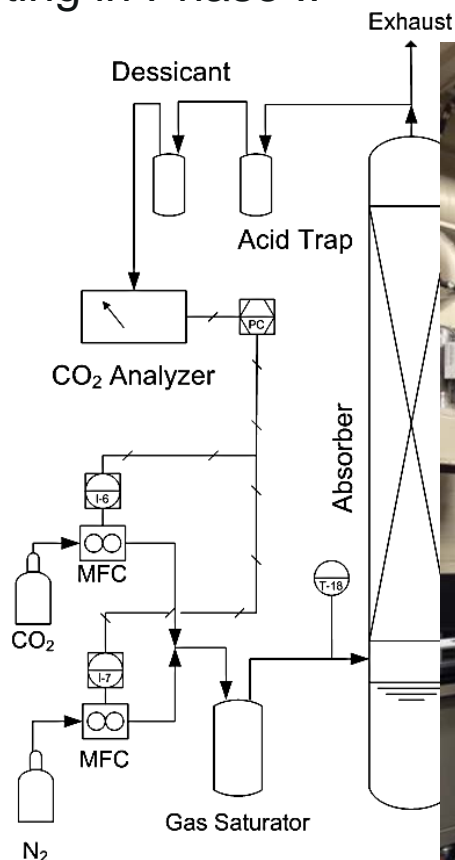 Exhaust
Dessicant
Acid Trap
PC
CO₂ Analyzer
Absorber
I-6
MFC
CO₂
T-18
I-7
MFC
Gas Saturator
N₂